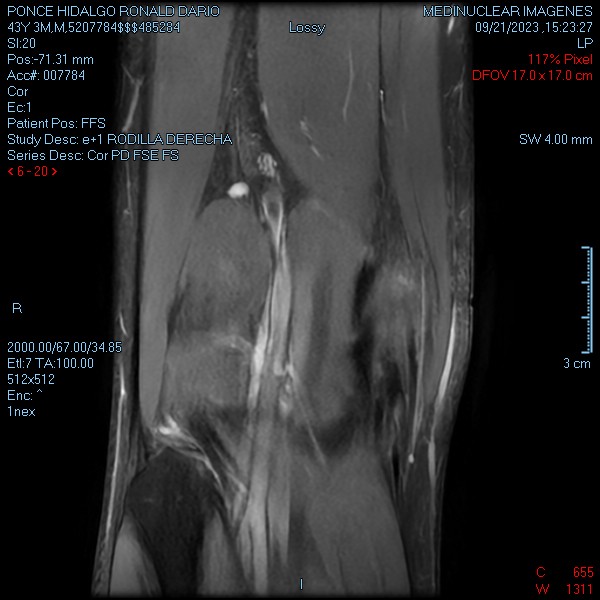 PONCE HIDALGO RONALD DARIO
43Y 3M,M,5207784$$$485284
SI:20
Pos:-71.31 mm
Acc#: 007784
Cor
Ec:1
Patient Pos: FFS
Study Desc: e+1 RODILLA DERECHA
Series Desc: Cor PD FSE FS
< 6 - 20 >
Lossy
MEDINUCLEAR IMAGENES
09/21/2023 ,15:23:27
LP
117% Pixel
DFOV 17.0 x 17.0 cm
SW 4.00 mm
R
2000.00/67.00/34.85
Etl:7 TA:100.00
512x512
Enc: ^
1nex
3 cm
I
C 655
W 1311